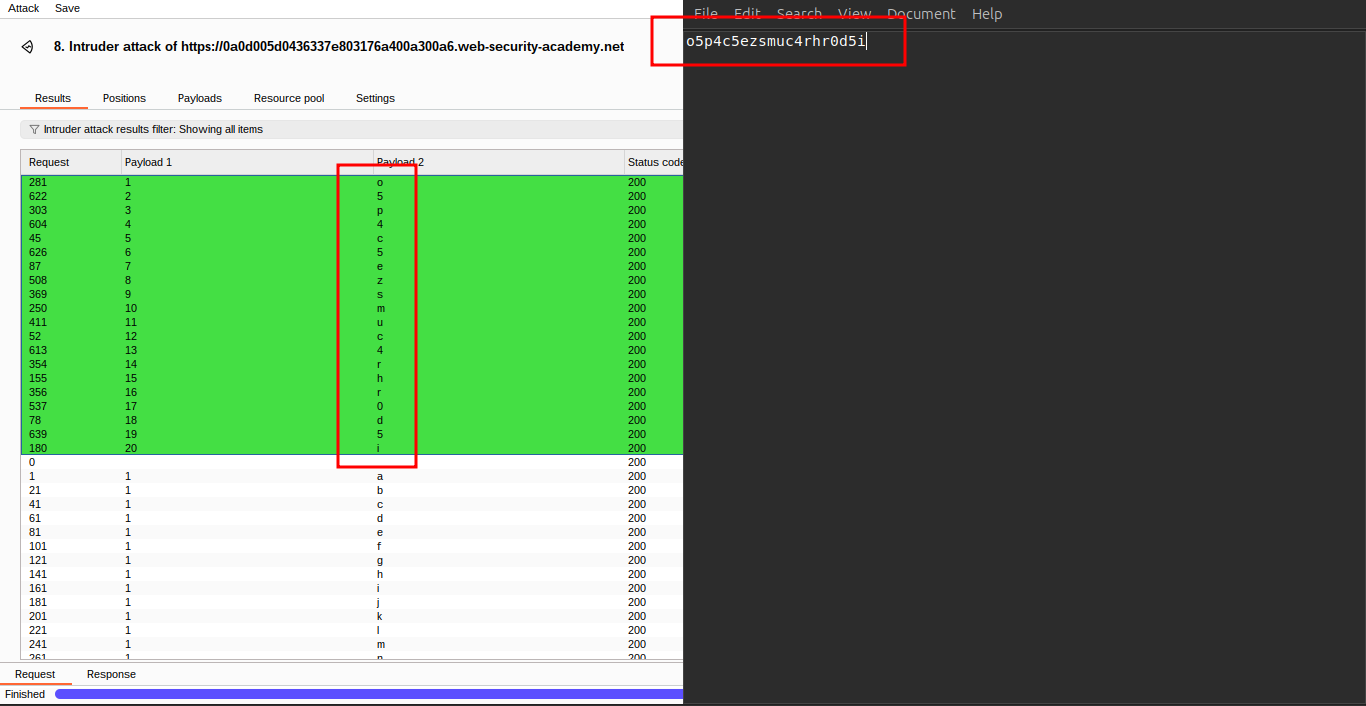 Attack Save
File Edit Search View Document Help
8. Intruder attack of https://0a0d005d0436337e803176a400a300a6.web-security-academy.net
o5p4c5ezsmuc4rhr0d5i
Results Positions Payloads Resource pool Settings
Intruder attack results filter: Showing all items
Request Payload 1 Payload 2 Status code
281 1 o 200
622 2 5 200
303 3 p 200
604 4 4 200
45 5 c 200
626 6 5 200
87 7 e 200
508 8 z 200
369 9 s 200
250 10 m 200
411 11 u 200
52 12 c 200
613 13 4 200
354 14 r 200
155 15 h 200
356 16 r 200
537 17 0 200
78 18 d 200
639 19 5 200
180 20 i 200
0 200
1 1 a 200
21 1 b 200
41 1 c 200
61 1 d 200
81 1 e 200
101 1 f 200
121 1 g 200
141 1 h 200
161 1 i 200
181 1 j 200
201 1 k 200
221 1 l 200
241 1 m 200
261 1 n 200
Request Response
Finished